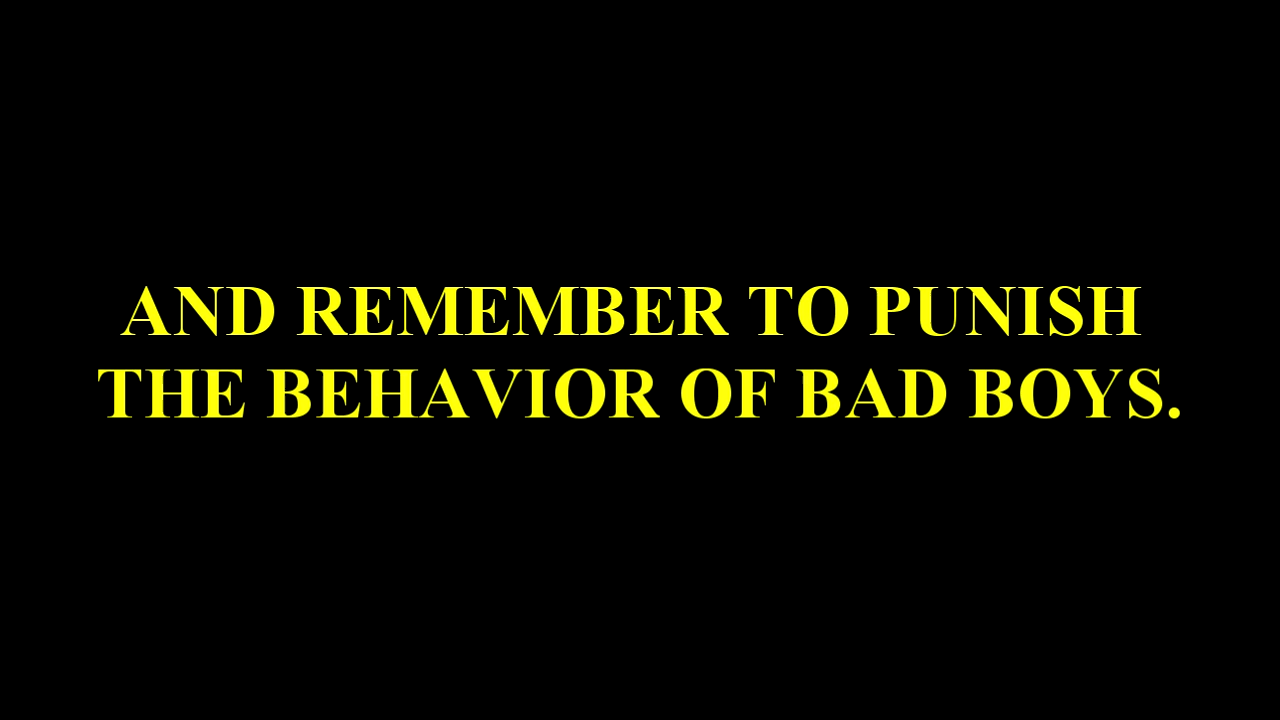 AND REMEMBER TO PUNISH
THE BEHAVIOR OF BAD BOYS.